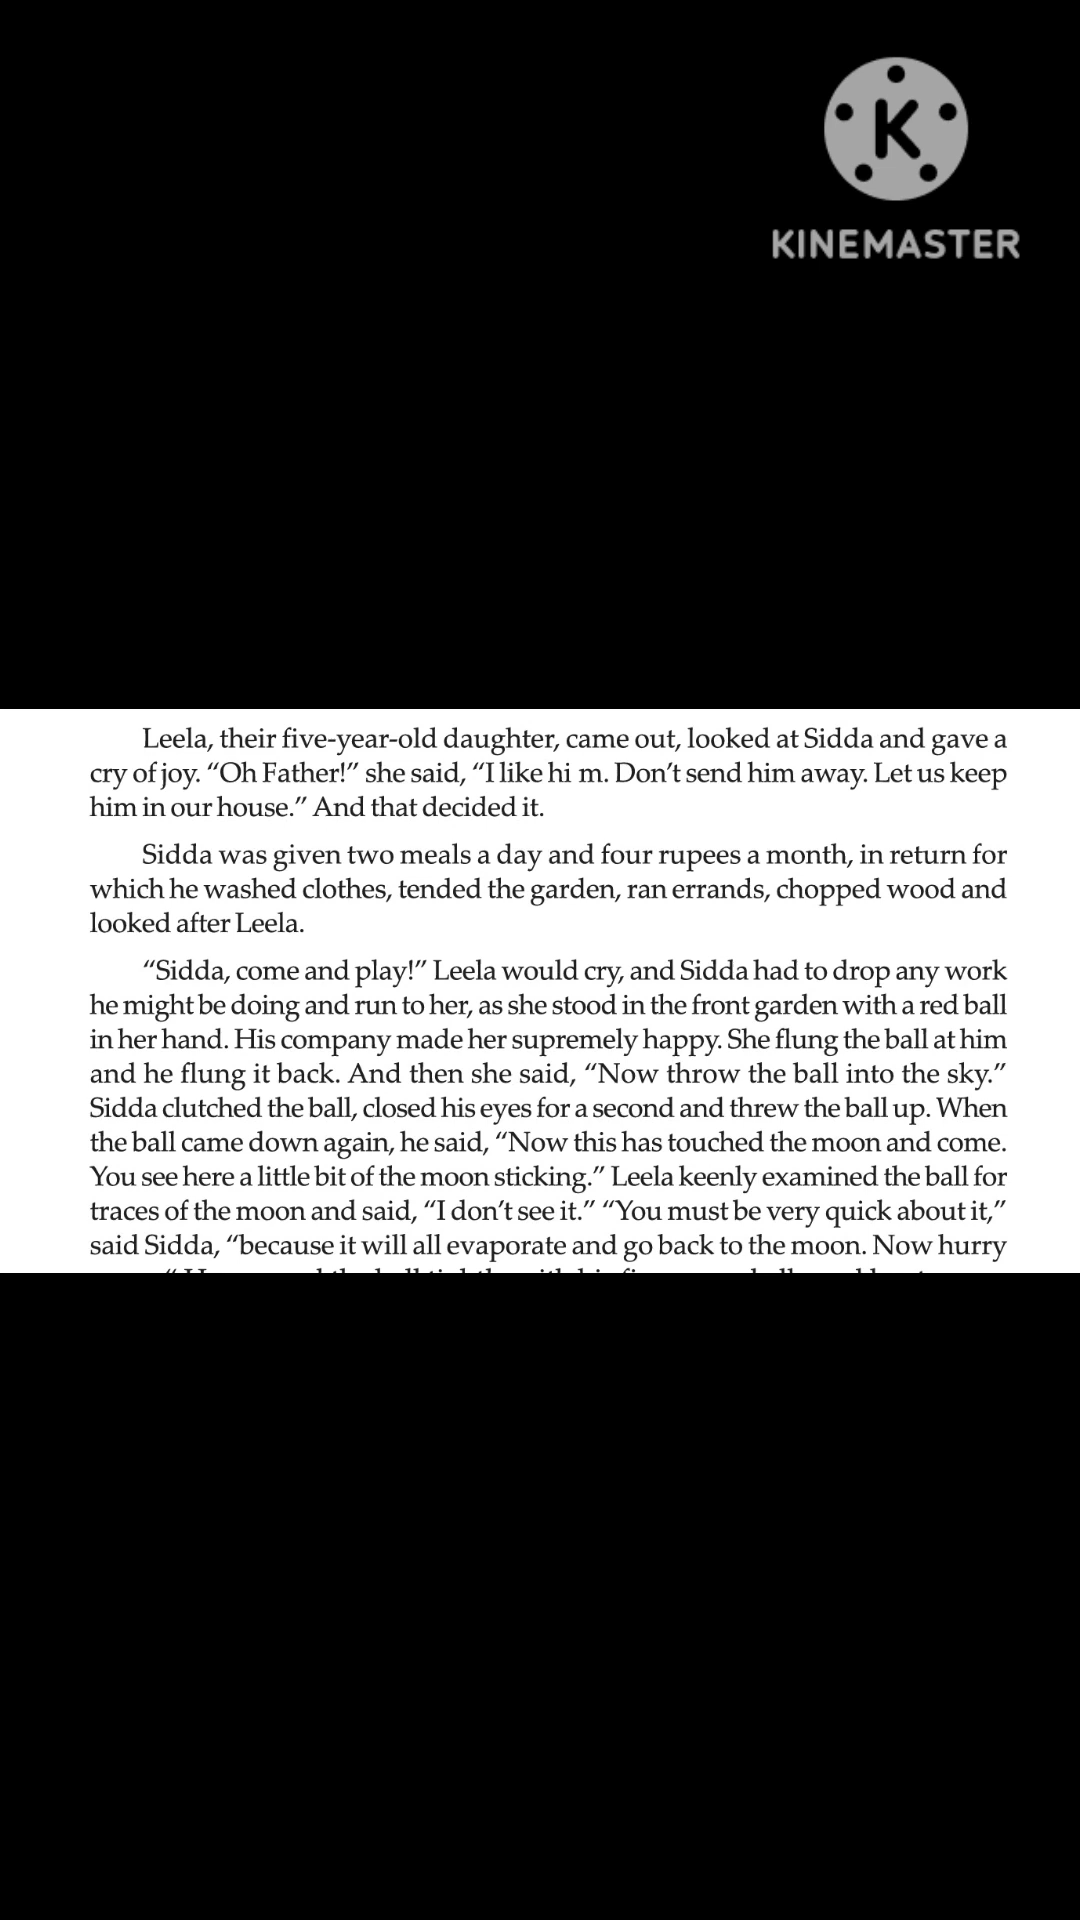 KINEMASTER
Leela, their five-year-old daughter, came out, looked at Sidda and gave a
cry of joy. “Oh Father!” she said, “I like hi m. Don’t send him away. Let us keep
him in our house.” And that decided it.
Sidda was given two meals a day and four rupees a month, in return for
which he washed clothes, tended the garden, ran errands, chopped wood and
looked after Leela.
“Sidda, come and play!” Leela would cry, and Sidda had to drop any work
he might be doing and run to her, as she stood in the front garden with a red ball
in her hand. His company made her supremely happy. She flung the ball at him
and he flung it back. And then she said, “Now throw the ball into the sky.”
Sidda clutched the ball, closed his eyes for a second and threw the ball up. When
the ball came down again, he said, “Now this has touched the moon and come.
You see here a little bit of the moon sticking.” Leela keenly examined the ball for
traces of the moon and said, “I don’t see it.” “You must be very quick about it,”
said Sidda, “because it will all evaporate and go back to the moon. Now hurry